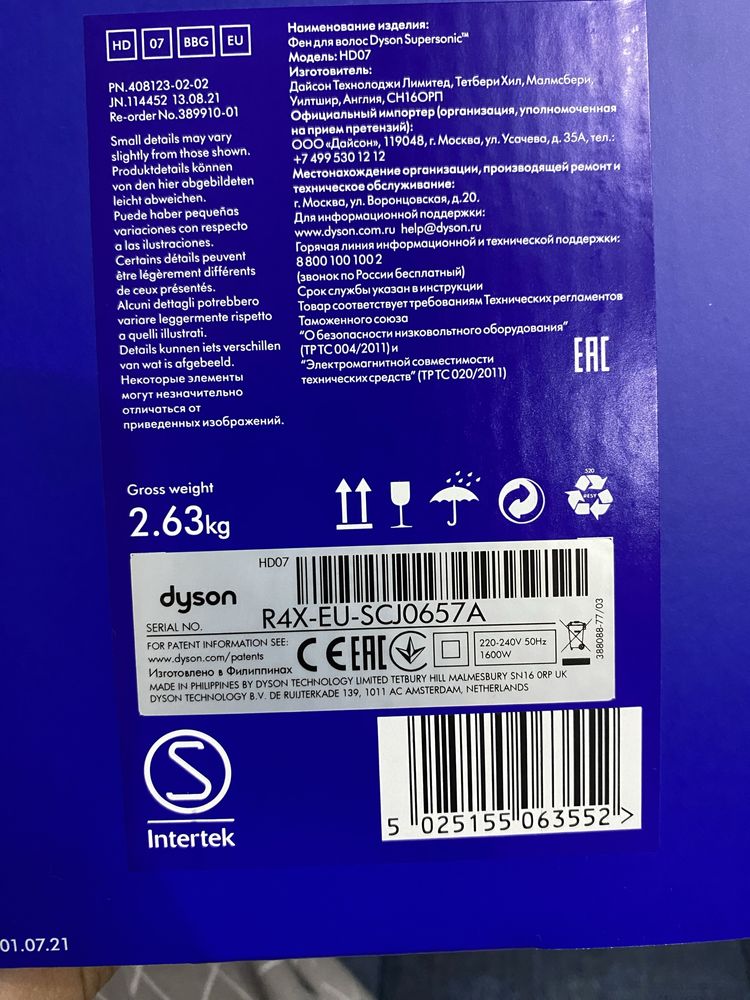 HD 07 BBG EU
PN.408123-02-02
JN.114452 13.08.21
Re-order No.389910-01
Small details may vary
slightly from those shown.
Produktdetails können
von den hier abgebildeten
leicht abweichen.
Puede haber pequeñas
variaciones con respecto
a las ilustraciones.
Certains détails peuvent
être légèrement différents
de ceux présentés.
Alcuni dettagli potrebbero
variare leggermente rispetto
a quelli illustrati.
Details kunnen iets verschillen
van wat is afgebeeld.
Некоторые элементы
могут незначительно
отличаться от
приведенных изображений.
Наименование изделия:
Фен для волос Dyson Supersonic™
Модель: HD07
Изготовитель:
Дайсон Текнолоджи Лимитед, Тетбери Хил, Малмсбери,
Уилтшир, Англия, СН16ОРП
Официальный импортер (организация, уполномоченная
на прием претензий):
ООО «Дайсон», 119048, г. Москва, ул. Усачева, д. 35А, тел.:
+7 499 530 12 12
Местонахождение организации, производящей ремонт и
техническое обслуживание:
г. Москва, ул. Воронцовская, д.20.
Для информационной поддержки:
www.dyson.com.ru help@dyson.ru
Горячая линия информационной и технической поддержки:
8 800 100 100 2
(звонок по России бесплатный)
Срок службы указан в инструкции
Товар соответствует требованиям Технических регламентов
Таможенного союза
"О безопасности низковольтного оборудования"
(ТР ТС 004/2011) и
"Электромагнитной совместимости
технических средств" (ТР ТС 020/2011)
EAC
Gross weight
2.63kg
520
RESY
HD07
dyson
SERIAL NO. R4X-EU-SCJ0657A
FOR PATENT INFORMATION SEE:
www.dyson.com/patents
Изготовлено в Филиппинах
CE EAC
220-240V 50Hz
1600W
388088-77/03
MADE IN PHILIPPINES BY DYSON TECHNOLOGY LIMITED TETBURY HILL MALMESBURY SN16 0RP UK
DYSON TECHNOLOGY B.V. DE RUIJTERKADE 139, 1011 AC AMSTERDAM, NETHERLANDS
S
Intertek
5 025155 063552 >
01.07.21